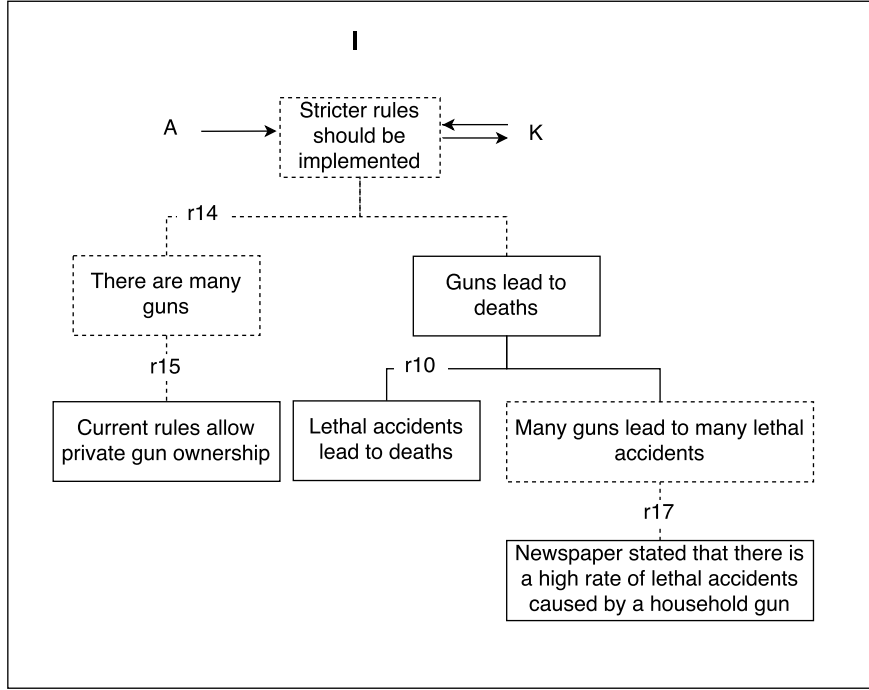 I
Stricter rules
should be
implemented
A
K
r14
There are many
guns
Guns lead to
deaths
r15
r10
Current rules allow
private gun ownership
Lethal accidents
lead to deaths
Many guns lead to many lethal
accidents
r17
Newspaper stated that there is
a high rate of lethal accidents
caused by a household gun